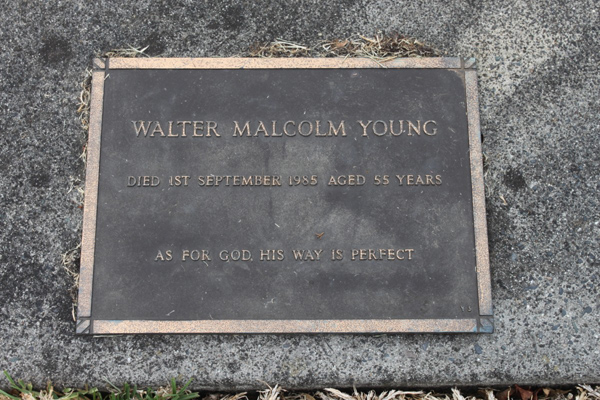 WALTER MALCOLM YOUNG
DIED 1ST SEPTEMBER 1985 AGED 55 YEARS
AS FOR GOD, HIS WAY IS PERFECT